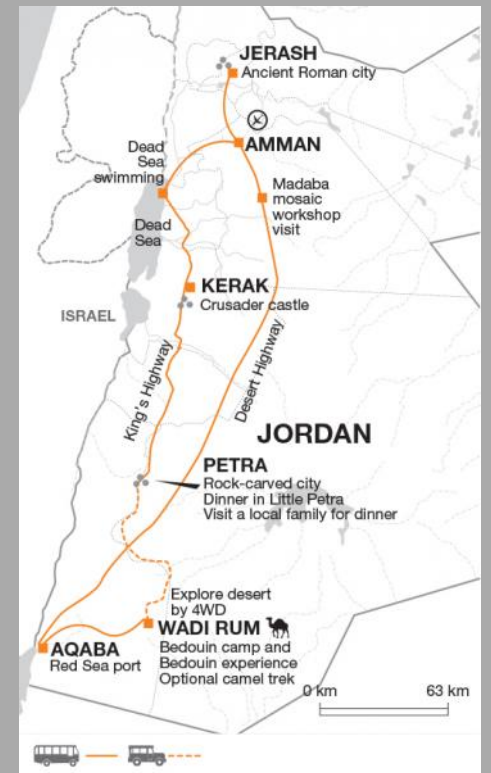 JERASH
Ancient Roman city
AMMAN
Dead
Sea
swimming
Madaba
mosaic
workshop
visit
Dead
Sea
KERAK
Crusader castle
ISRAEL
King's Highway
Desert Highway
JORDAN
PETRA
Rock-carved city
Dinner in Little Petra
Visit a local family for dinner
Explore desert
by 4WD
WADI RUM
Bedouin camp and
Bedouin experience
Optional camel trek
AQABA
Red Sea port
0 km 63 km